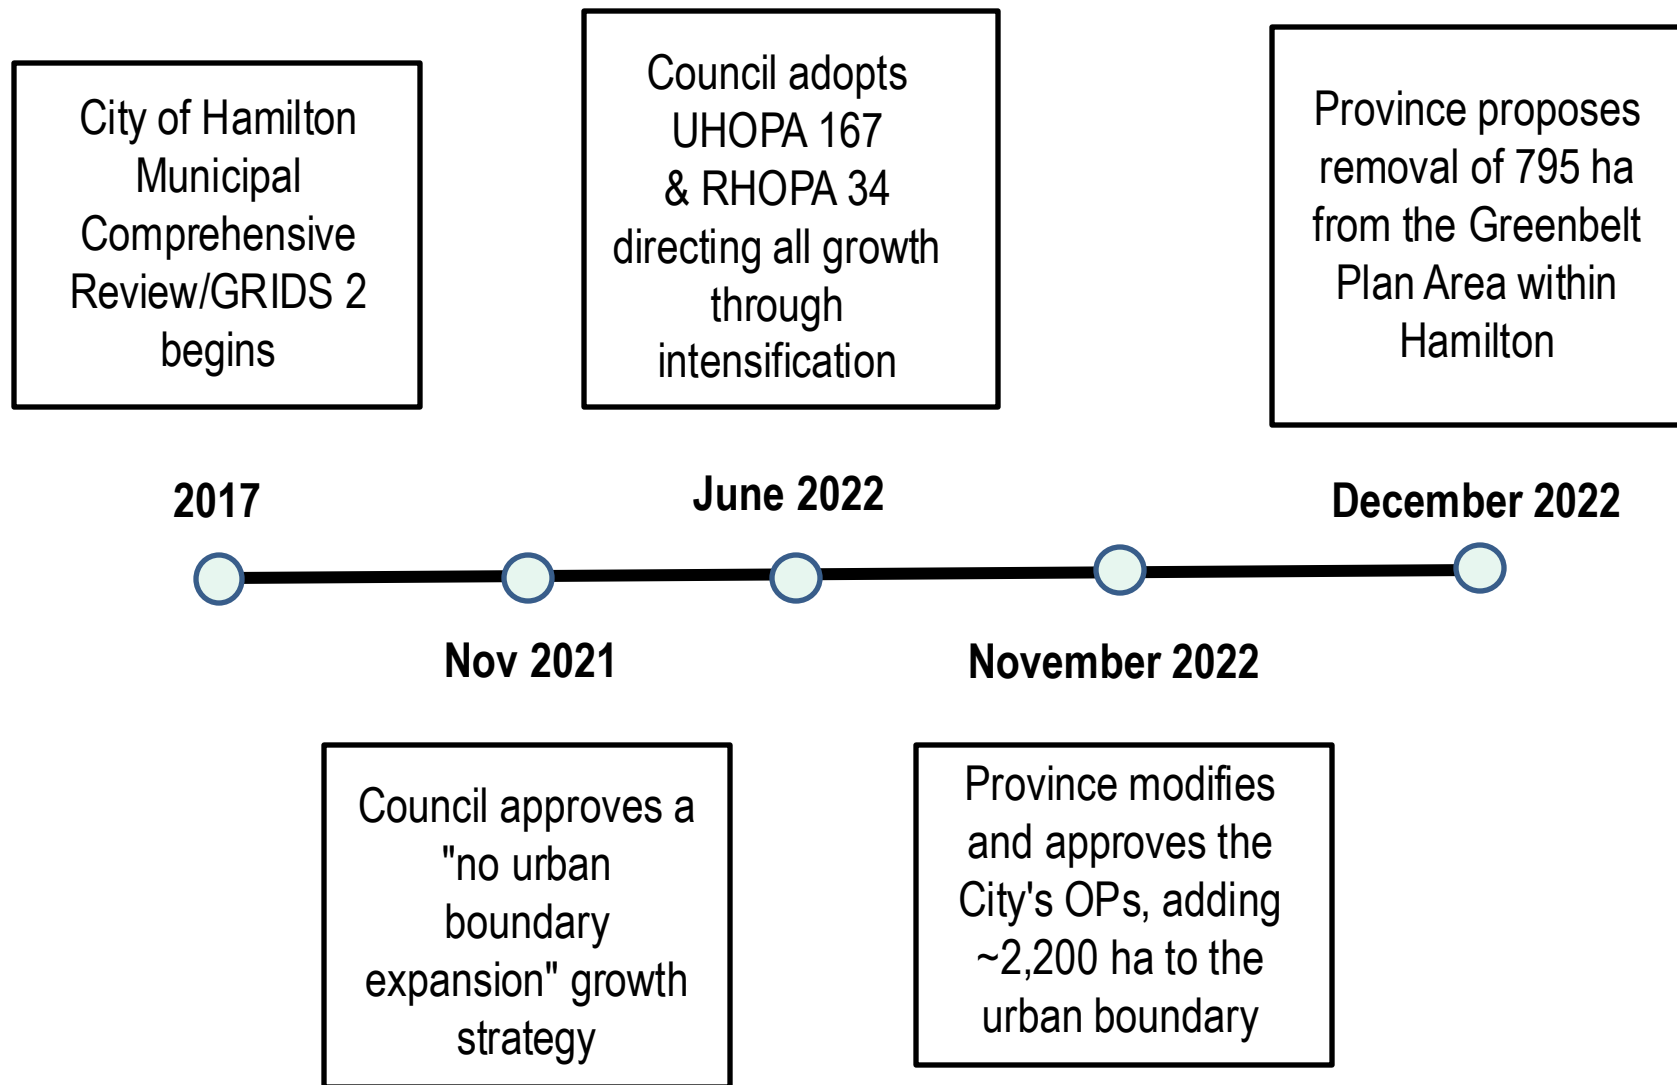 City of Hamilton
Municipal
Comprehensive
Review/GRIDS 2
begins
2017
Council approves a
"no urban
boundary
expansion" growth
strategy
Nov 2021
Council adopts
UHOPA 167
& RHOPA 34
directing all growth
through
intensification
June 2022
Province modifies
and approves the
City's OPs, adding
~2,200 ha to the
urban boundary
November 2022
Province proposes
removal of 795 ha
from the Greenbelt
Plan Area within
Hamilton
December 2022